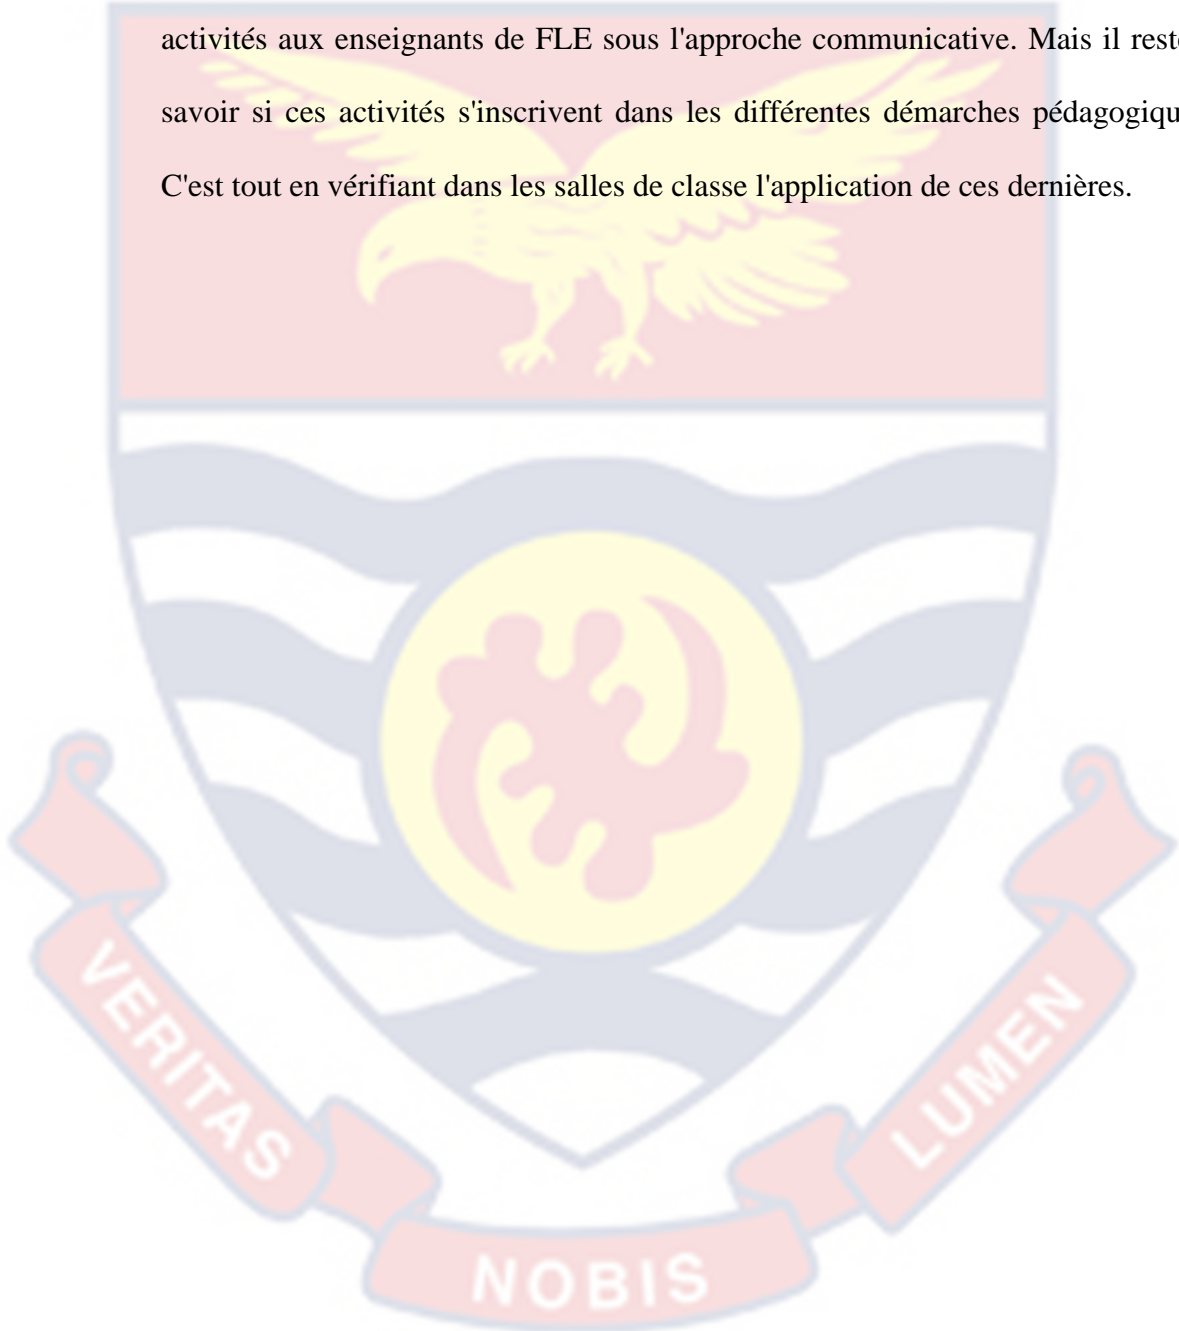 activités aux enseignants de FLE sous l'approche communicative. Mais il rest
savoir si ces activités s'inscrivent dans les différentes démarches pédagogiqu
C'est tout en vérifiant dans les salles de classe l'application de ces dernières.
VERITAS
NOBIS
LUMEN